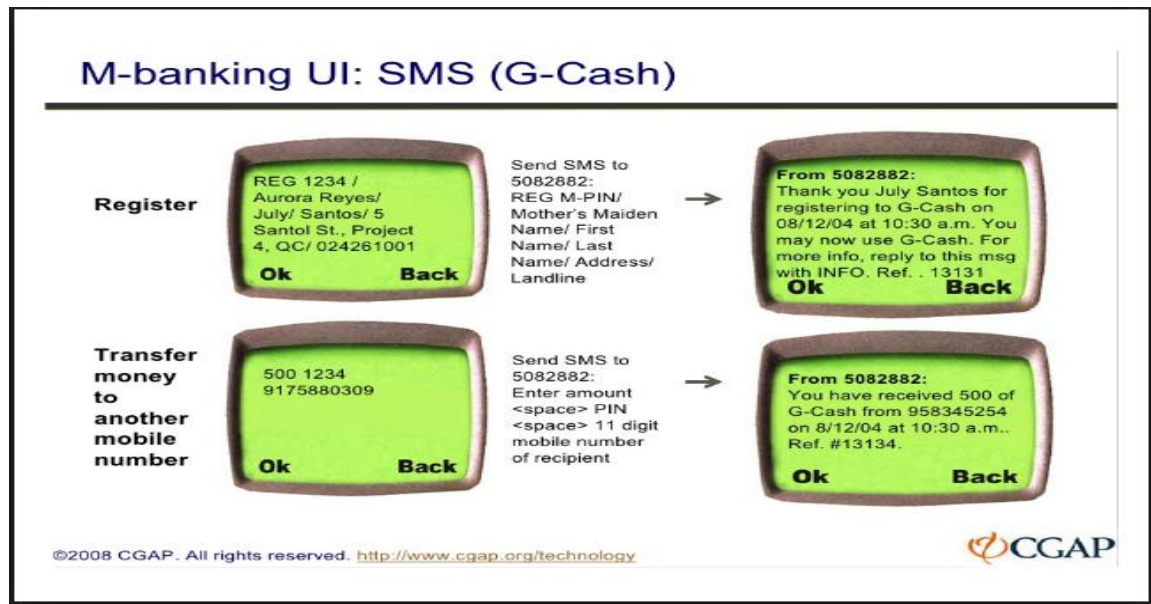 M-banking UI: SMS (G-Cash)
Register
REG 1234 /
Aurora Reyes/
July/ Santos/ 5
Santol St., Project
4, QC/ 024261001
Ok Back
Send SMS to
5082882:
REG M-PIN/
Mother's Maiden
Name/ First
Name/ Last
Name/ Address/
Landline
From 5082882:
Thank you July Santos for
registering to G-Cash on
08/12/04 at 10:30 a.m. You
may now use G-Cash. For
more info, reply to this msg
with INFO. Ref. . 13131
Ok Back
Transfer
money
to
another
mobile
number
500 1234
9175880309
Ok Back
Send SMS to
5082882:
Enter amount
<space> PIN
<space> 11 digit
mobile number
of recipient
From 5082882:
You have received 500 of
G-Cash from 958345254
on 8/12/04 at 10:30 a.m..
Ref. #13134.
Ok Back
©2008 CGAP. All rights reserved. http://www.cgap.org/technology
CGAP